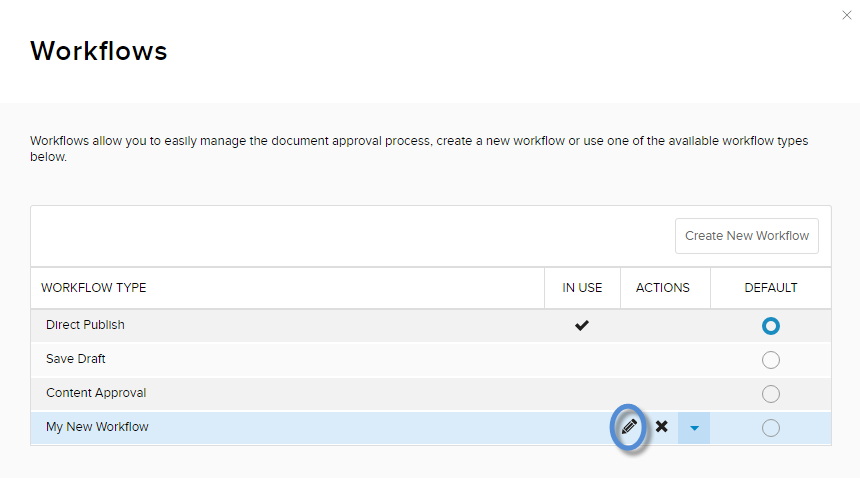 Workflows
Workflows allow you to easily manage the document approval process, create a new workflow or use one of the available workflow types
below.
Create New Workflow
WORKFLOW TYPE IN USE ACTIONS DEFAULT
Direct Publish
Save Draft
Content Approval
My New Workflow